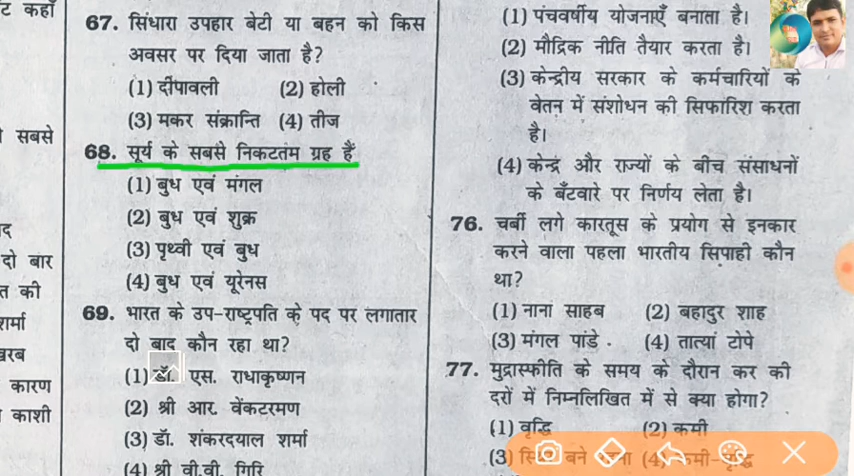 ट कहाँ
सबसे
द
दो बार
त की
शर्मा
खरब
कारण
काशी
67. सिंधारा उपहार बेटी या बहन को किस
अवसर पर दिया जाता है?
(1) दीपावली (2) होली
(3) मकर संक्रान्ति (4) तीज
68. सूर्य के सबसे निकटतम ग्रह हैं
(1) बुध एवं मंगल
(2) बुध एवं शुक्र
(3) पृथ्वी एवं बुध
(4) बुध एवं यूरेनस
69. भारत के उप-राष्ट्रपति के पद पर लगातार
दो बाद कौन रहा था?
(1) डॉ. एस. राधाकृष्णन
(2) श्री आर. वेंकटरमण
(3) डॉ. शंकरदयाल शर्मा
(4) श्री वी.वी. गिरि
(1) पंचवर्षीय योजनाएँ बनाता है।
(2) मौद्रिक नीति तैयार करता है।
(3) केन्द्रीय सरकार के कर्मचारियों के
वेतन में संशोधन की सिफारिश करता
है।
(4) केन्द्र और राज्यों के बीच संसाधनों
के बँटवारे पर निर्णय लेता है।
76. चर्बी लगे कारतूस के प्रयोग से इनकार
करने वाला पहला भारतीय सिपाही कौन
था?
(1) नाना साहब (2) बहादुर शाह
(3) मंगल पांडे (4) तात्या टोपे
77. मुद्रास्फीति के समय के दौरान कर की
दरों में निम्नलिखित में से क्या होगा?
(1) वृद्धि (2) कमी
(3) बने (4)